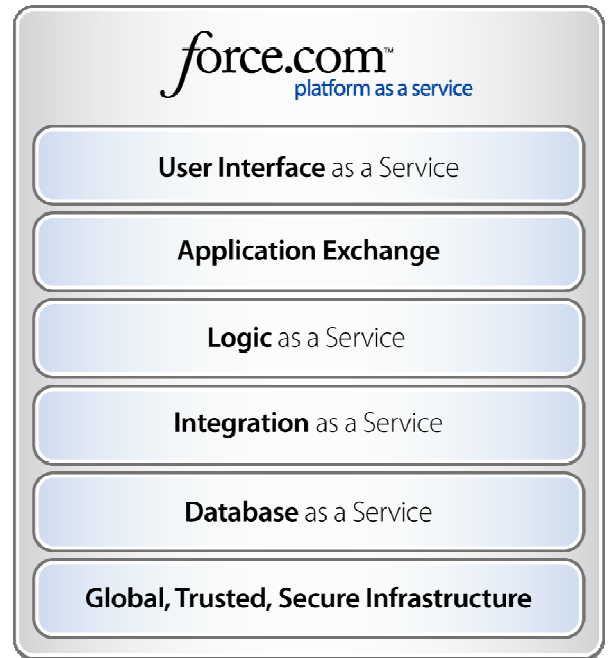 force.com™
platform as a service
User Interface as a Service
Application Exchange
Logic as a Service
Integration as a Service
Database as a Service
Global, Trusted, Secure Infrastructure